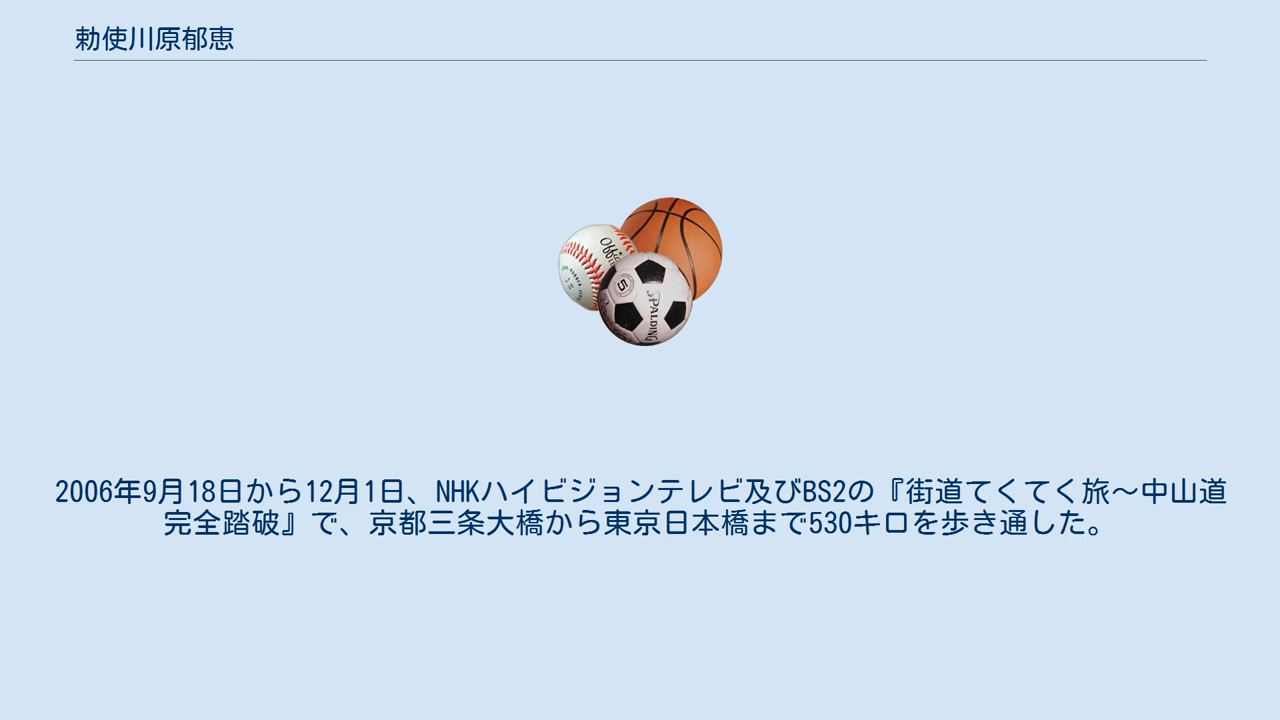 勅使川原郁恵
Offic
5
SPALDING
2006年9月18日から12月1日、NHKハイビジョンテレビ及びBS2の『街道てくてく旅～中山道
完全踏破』で、京都三条大橋から東京日本橋まで530キロを歩き通した。